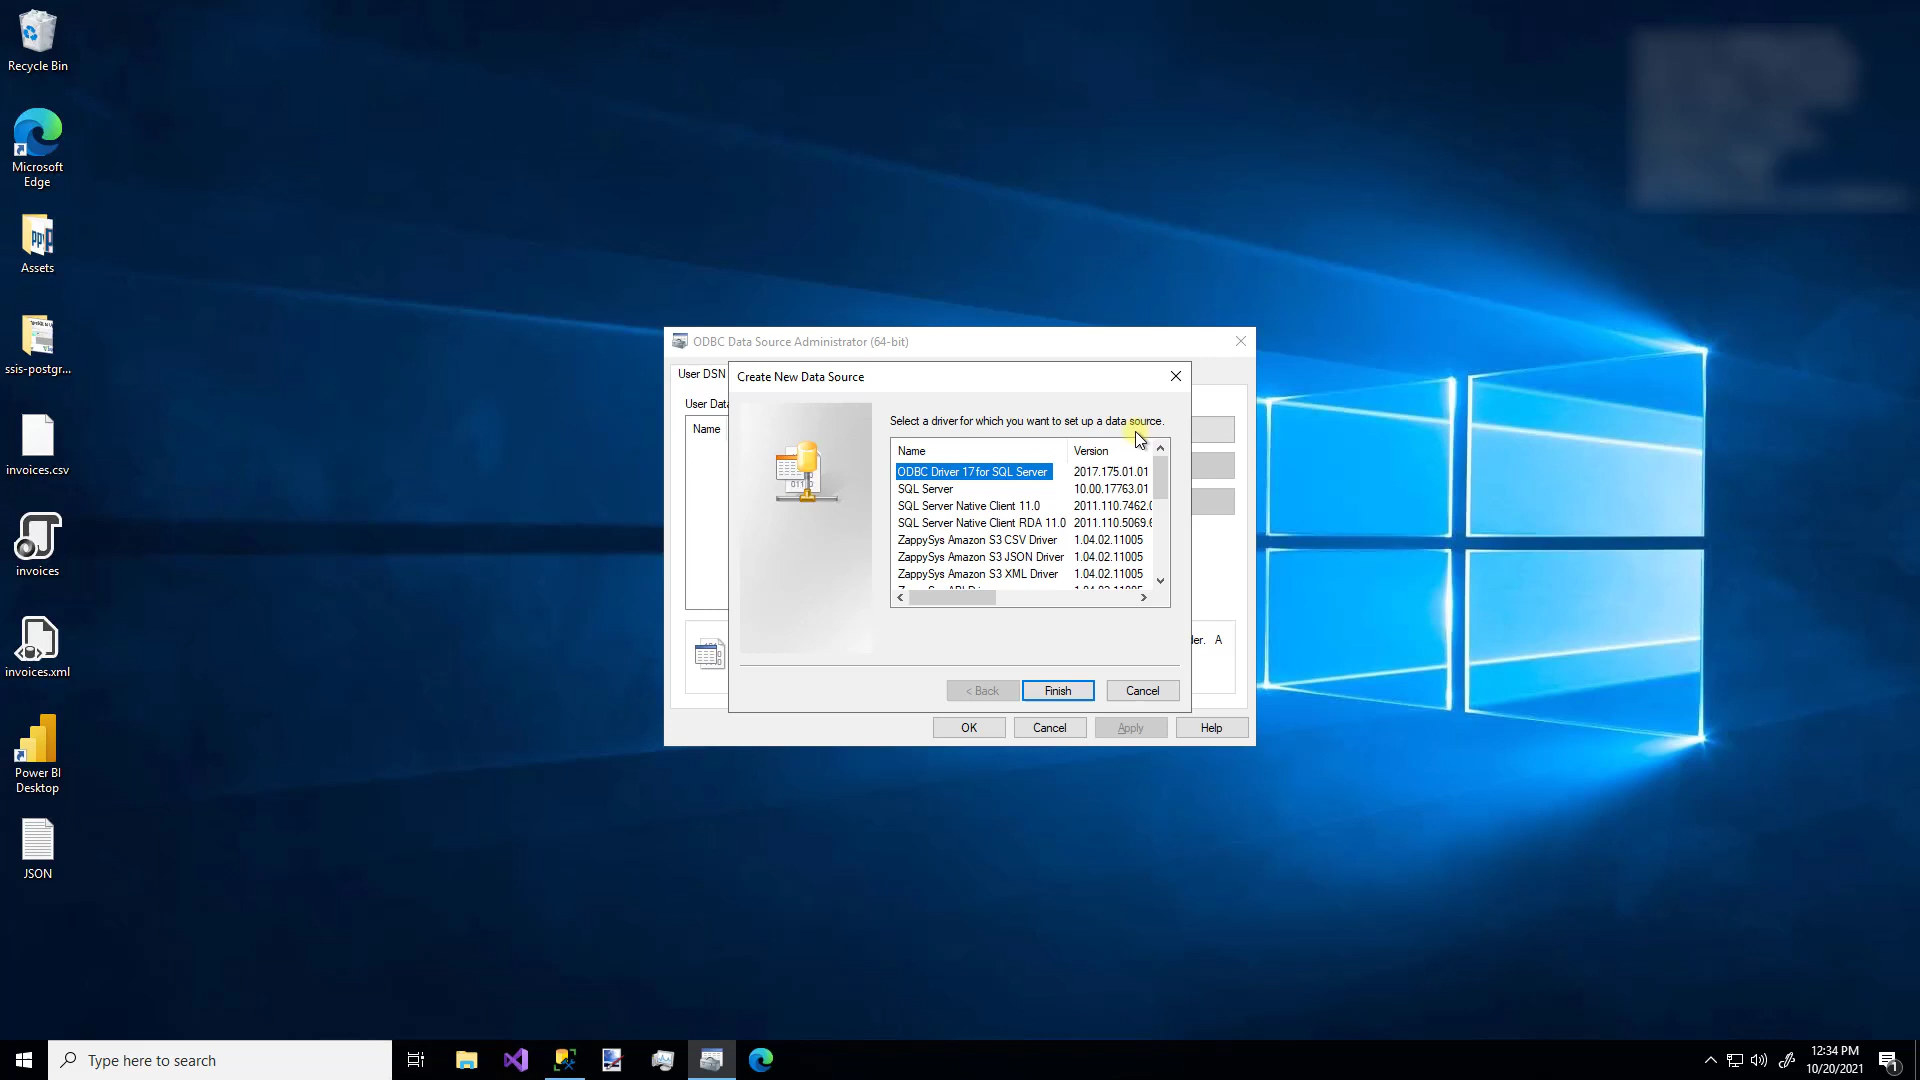 Recycle Bin
Microsoft
Edge
Assets
ssis-postgr...
invoices.csv
invoices
invoices.xml
Power BI
Desktop
JSON
ODBC Data Source Administrator (64-bit)
User DSN
User Data
Name
Create New Data Source
Select a driver for which you want to set up a data source.
Name Version
ODBC Driver 17 for SQL Server 2017.175.01.01
SQL Server 10.00.17763.01
SQL Server Native Client 11.0 2011.110.7462.0
SQL Server Native Client RDA 11.0 2011.110.5069.6
ZappySys Amazon S3 CSV Driver 1.04.02.11005
ZappySys Amazon S3 JSON Driver 1.04.02.11005
ZappySys Amazon S3 XML Driver 1.04.02.11005
der. A
< Back Finish Cancel
OK Cancel Apply Help
Type here to search
12:34 PM
10/20/2021
1